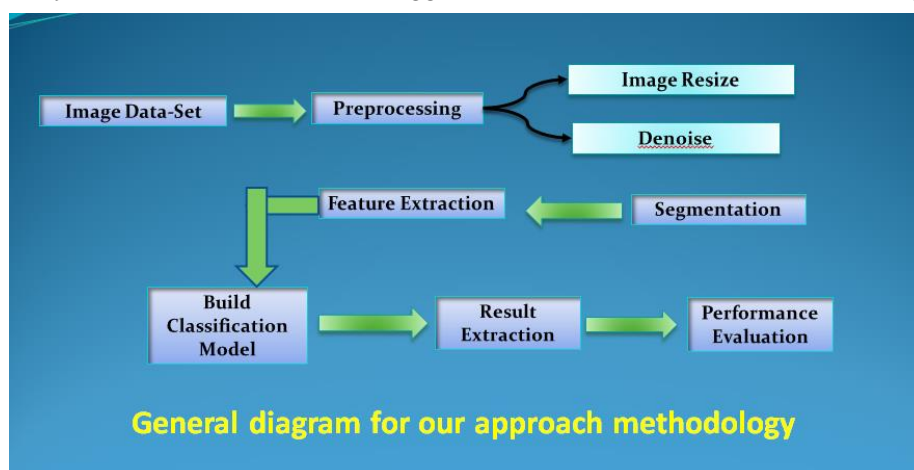 Image Data-Set
Preprocessing
Image Resize
Denoise
Feature Extraction
Segmentation
Build
Classification
Model
Result
Extraction
Performance
Evaluation
General diagram for our approach methodology